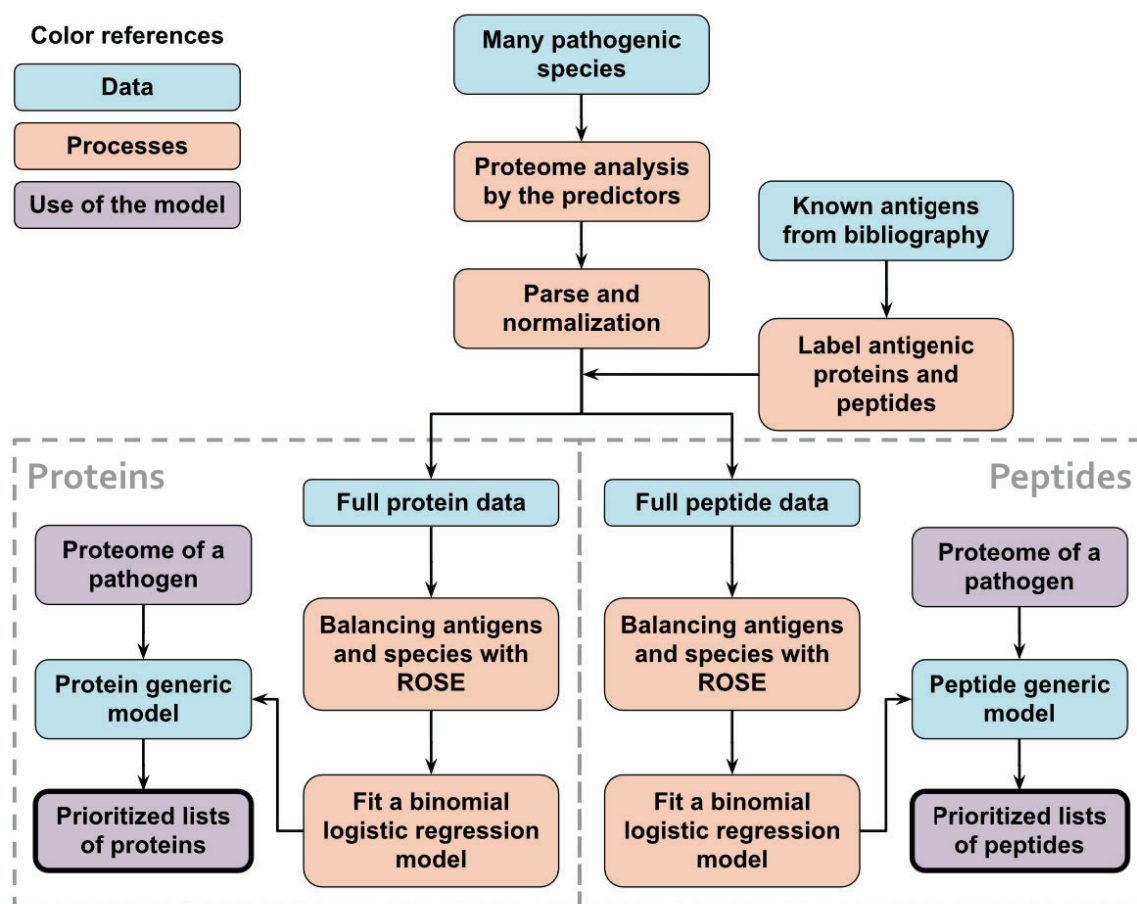 Color references
Data
Processes
Use of the model
Many pathogenic
species
Proteome analysis
by the predictors
Known antigens
from bibliography
Parse and
normalization
Label antigenic
proteins and
peptides
Proteins
Full protein data
Proteome of a
pathogen
Balancing antigens
and species with
ROSE
Protein generic
model
Fit a binomial
logistic regression
model
Prioritized lists
of proteins
Peptides
Full peptide data
Proteome of a
pathogen
Balancing antigens
and species with
ROSE
Peptide generic
model
Fit a binomial
logistic regression
model
Prioritized lists
of peptides